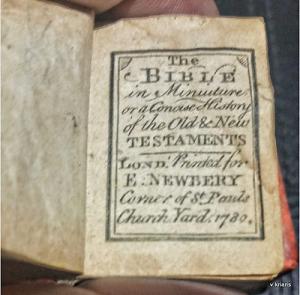 The
BIBLE
in Miniuture
or a Concise History
of the Old & New
TESTAMENTS
LOND: Printed for
E: NEWBERY
Corner of St. Pauls
Church Yard: 1780.
v krians